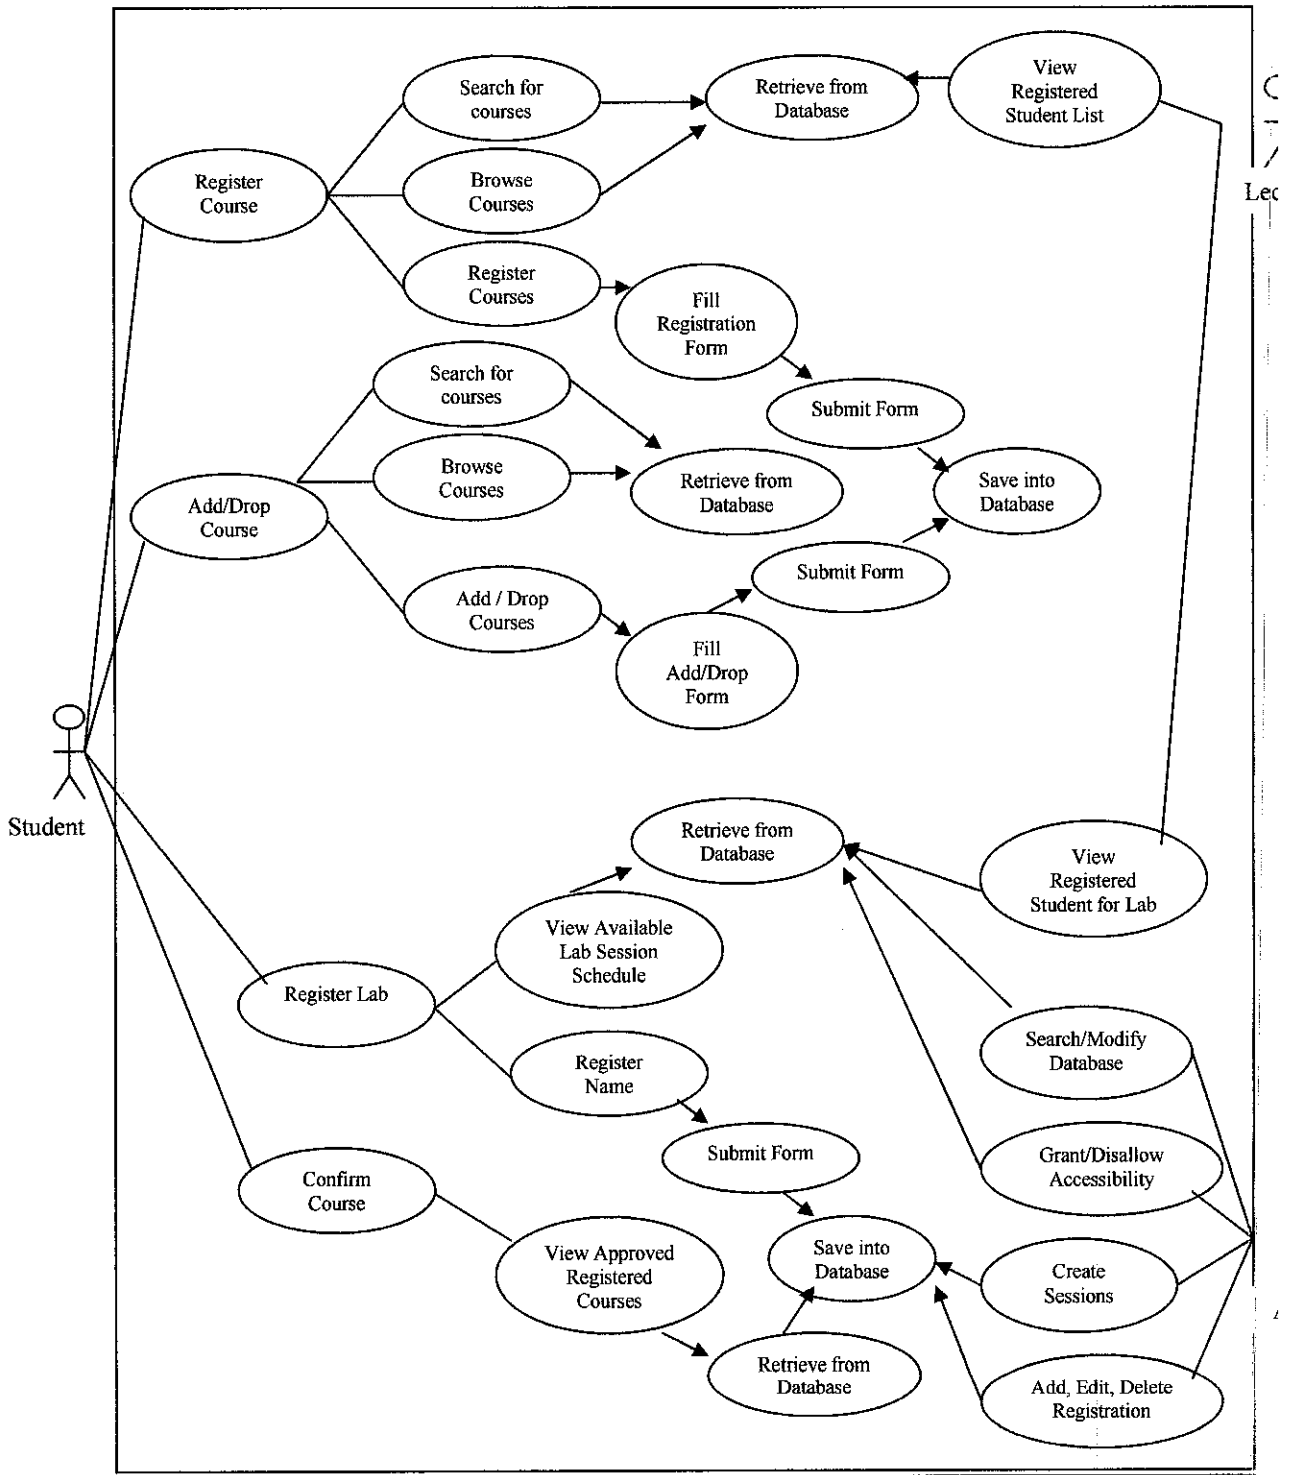 Search for
courses
Retrieve from
Database
View
Registered
Student List
Register
Course
Browse
Courses
Register
Courses
Fill
Registration
Form
Search for
courses
Submit Form
Browse
Courses
Retrieve from
Database
Save into
Database
Add/Drop
Course
Submit Form
Add / Drop
Courses
Fill
Add/Drop
Form
Student
Retrieve from
Database
View
Registered
Student for Lab
View Available
Lab Session
Schedule
Register Lab
Search/Modify
Database
Register
Name
Submit Form
Grant/Disallow
Accessibility
Confirm
Course
View Approved
Registered
Courses
Save into
Database
Create
Sessions
Retrieve from
Database
Add, Edit, Delete
Registration